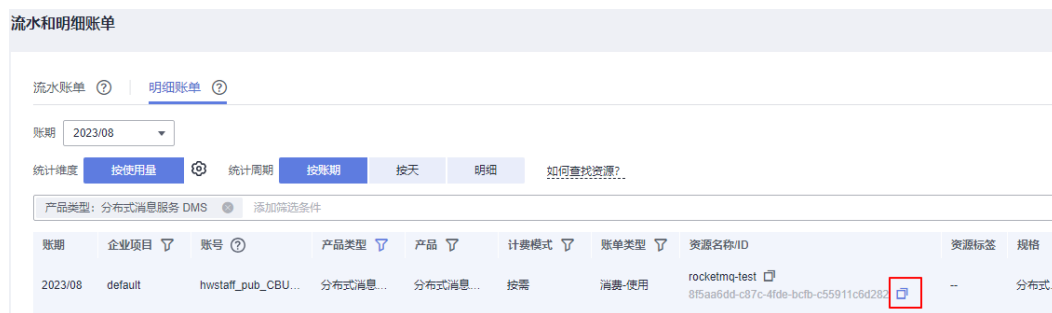 流水和明细账单
流水账单 ? 明细账单 ?
账期 2023/08
统计维度 按使用量 统计周期 按账期 按天 明细 如何查找资源?
产品类型：分布式消息服务 DMS 添加筛选条件
账期 企业项目 账号 ? 产品类型 产品 计费模式 账单类型 资源名称/ID 资源标签 规格
2023/08 default hwstaff_pub_CBU... 分布式消息... 分布式消息... 按需 消费-使用 rocketmq-test -- 分布式.
8f5aa6dd-c87c-4fde-bcfb-c55911c6d282